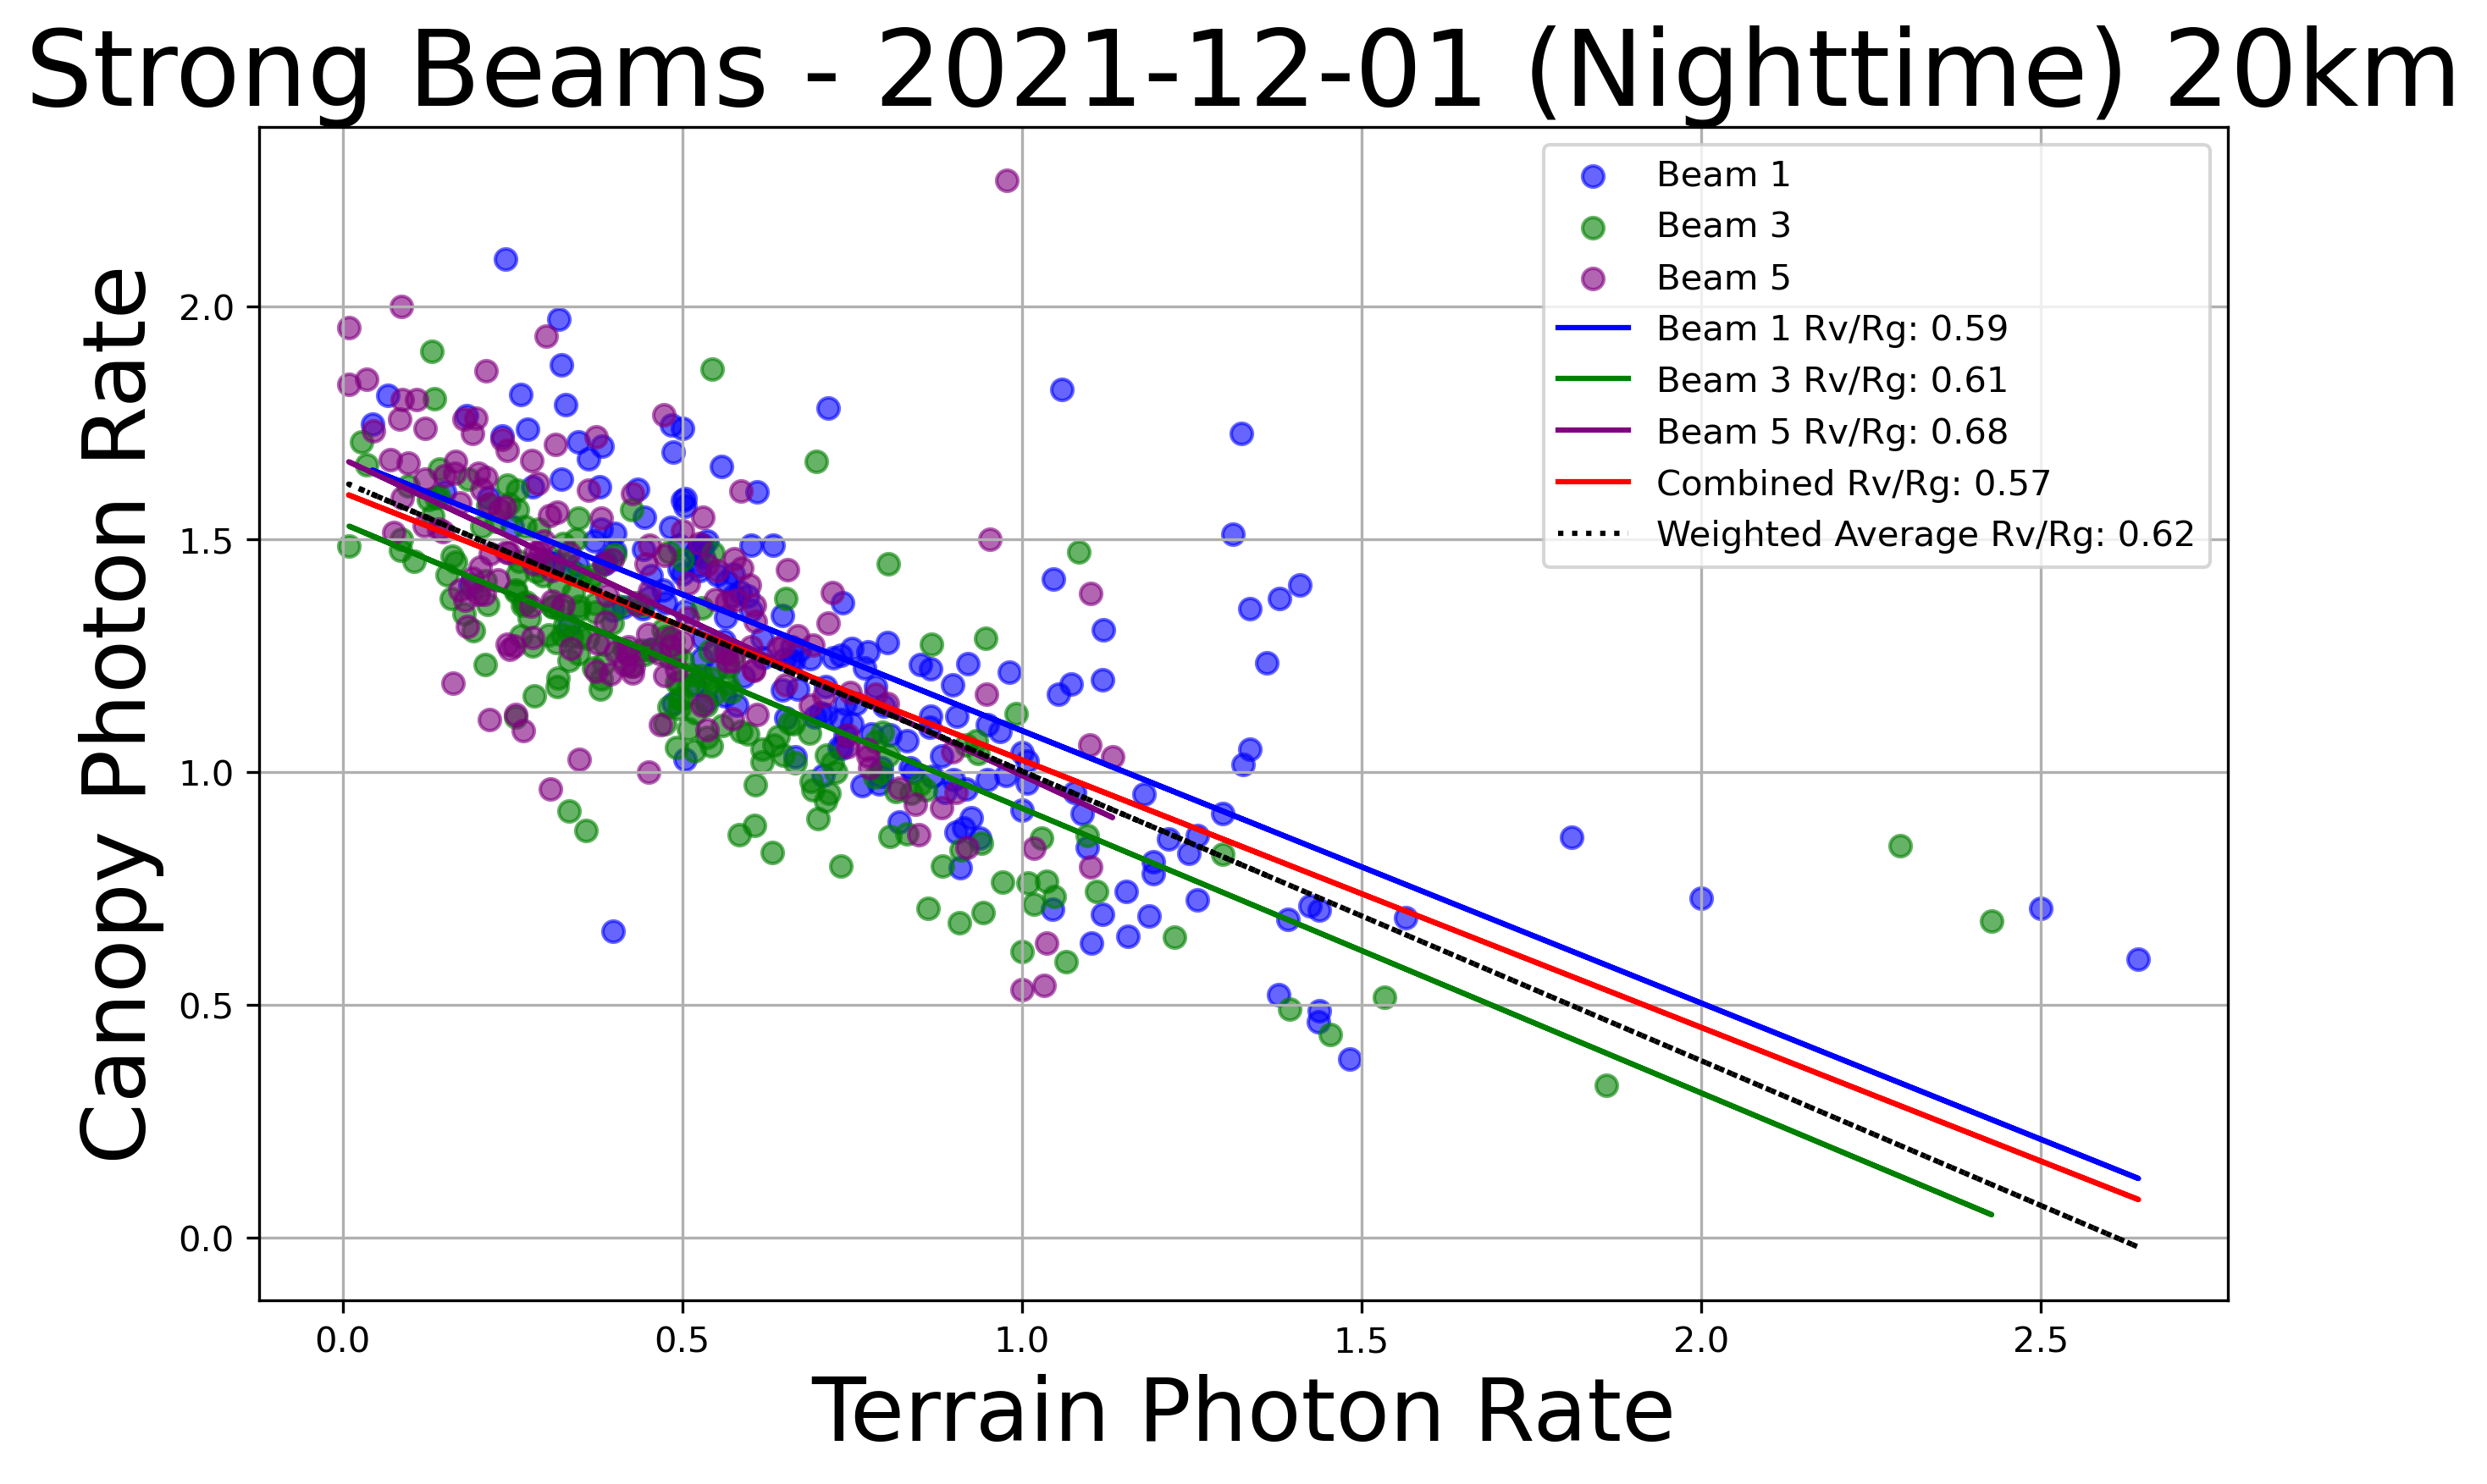 Strong Beams - 2021-12-01 (Nighttime) 20km
Beam 1
Beam 3
Beam 5
Beam 1 Rv/Rg: 0.59
Beam 3 Rv/Rg: 0.61
Beam 5 Rv/Rg: 0.68
Combined Rv/Rg: 0.57
Weighted Average Rv/Rg: 0.62
Canopy Photon Rate
2.0
1.5
1.0
0.5
0.0
0.0 0.5 1.0 1.5 2.0 2.5
Terrain Photon Rate